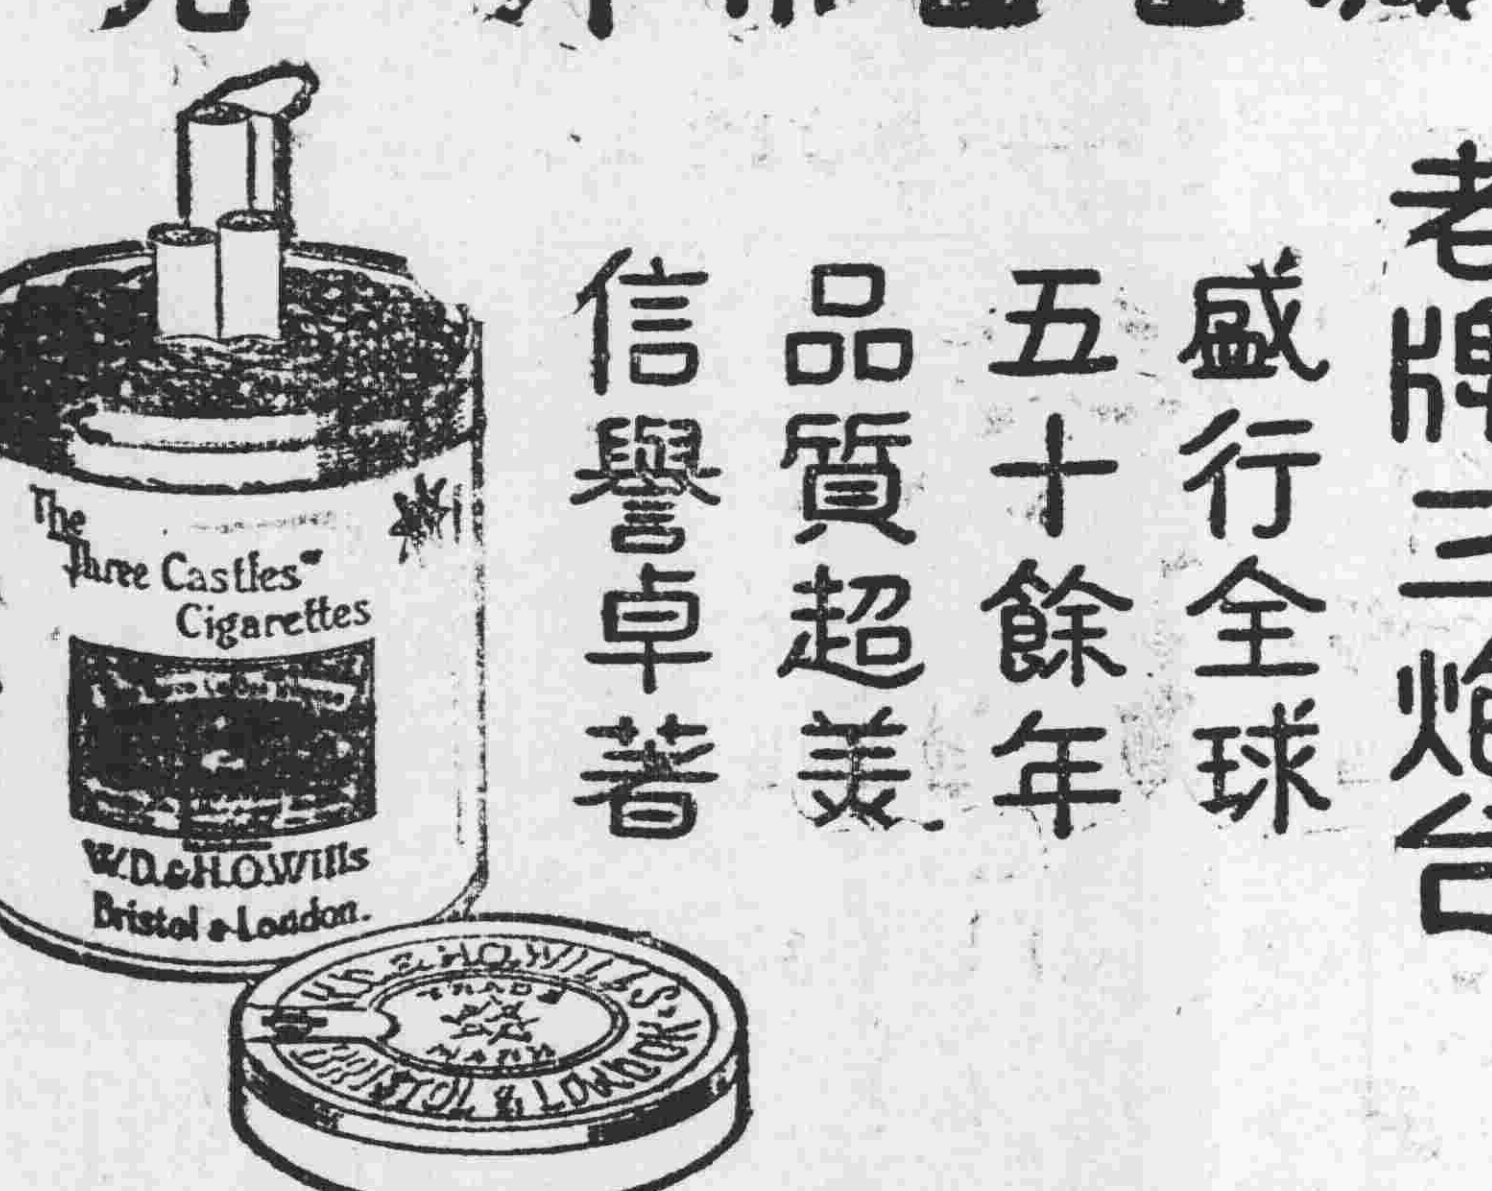 老牌三炮台
盛行全球
五十餘年
品質超美
信譽卓著
The
Three Castles"
Cigarettes
W.D.&H.O.Wills
Bristol & London.
& H.O.WILLS.
BRISTOL & LONDON
TRADE
MARK